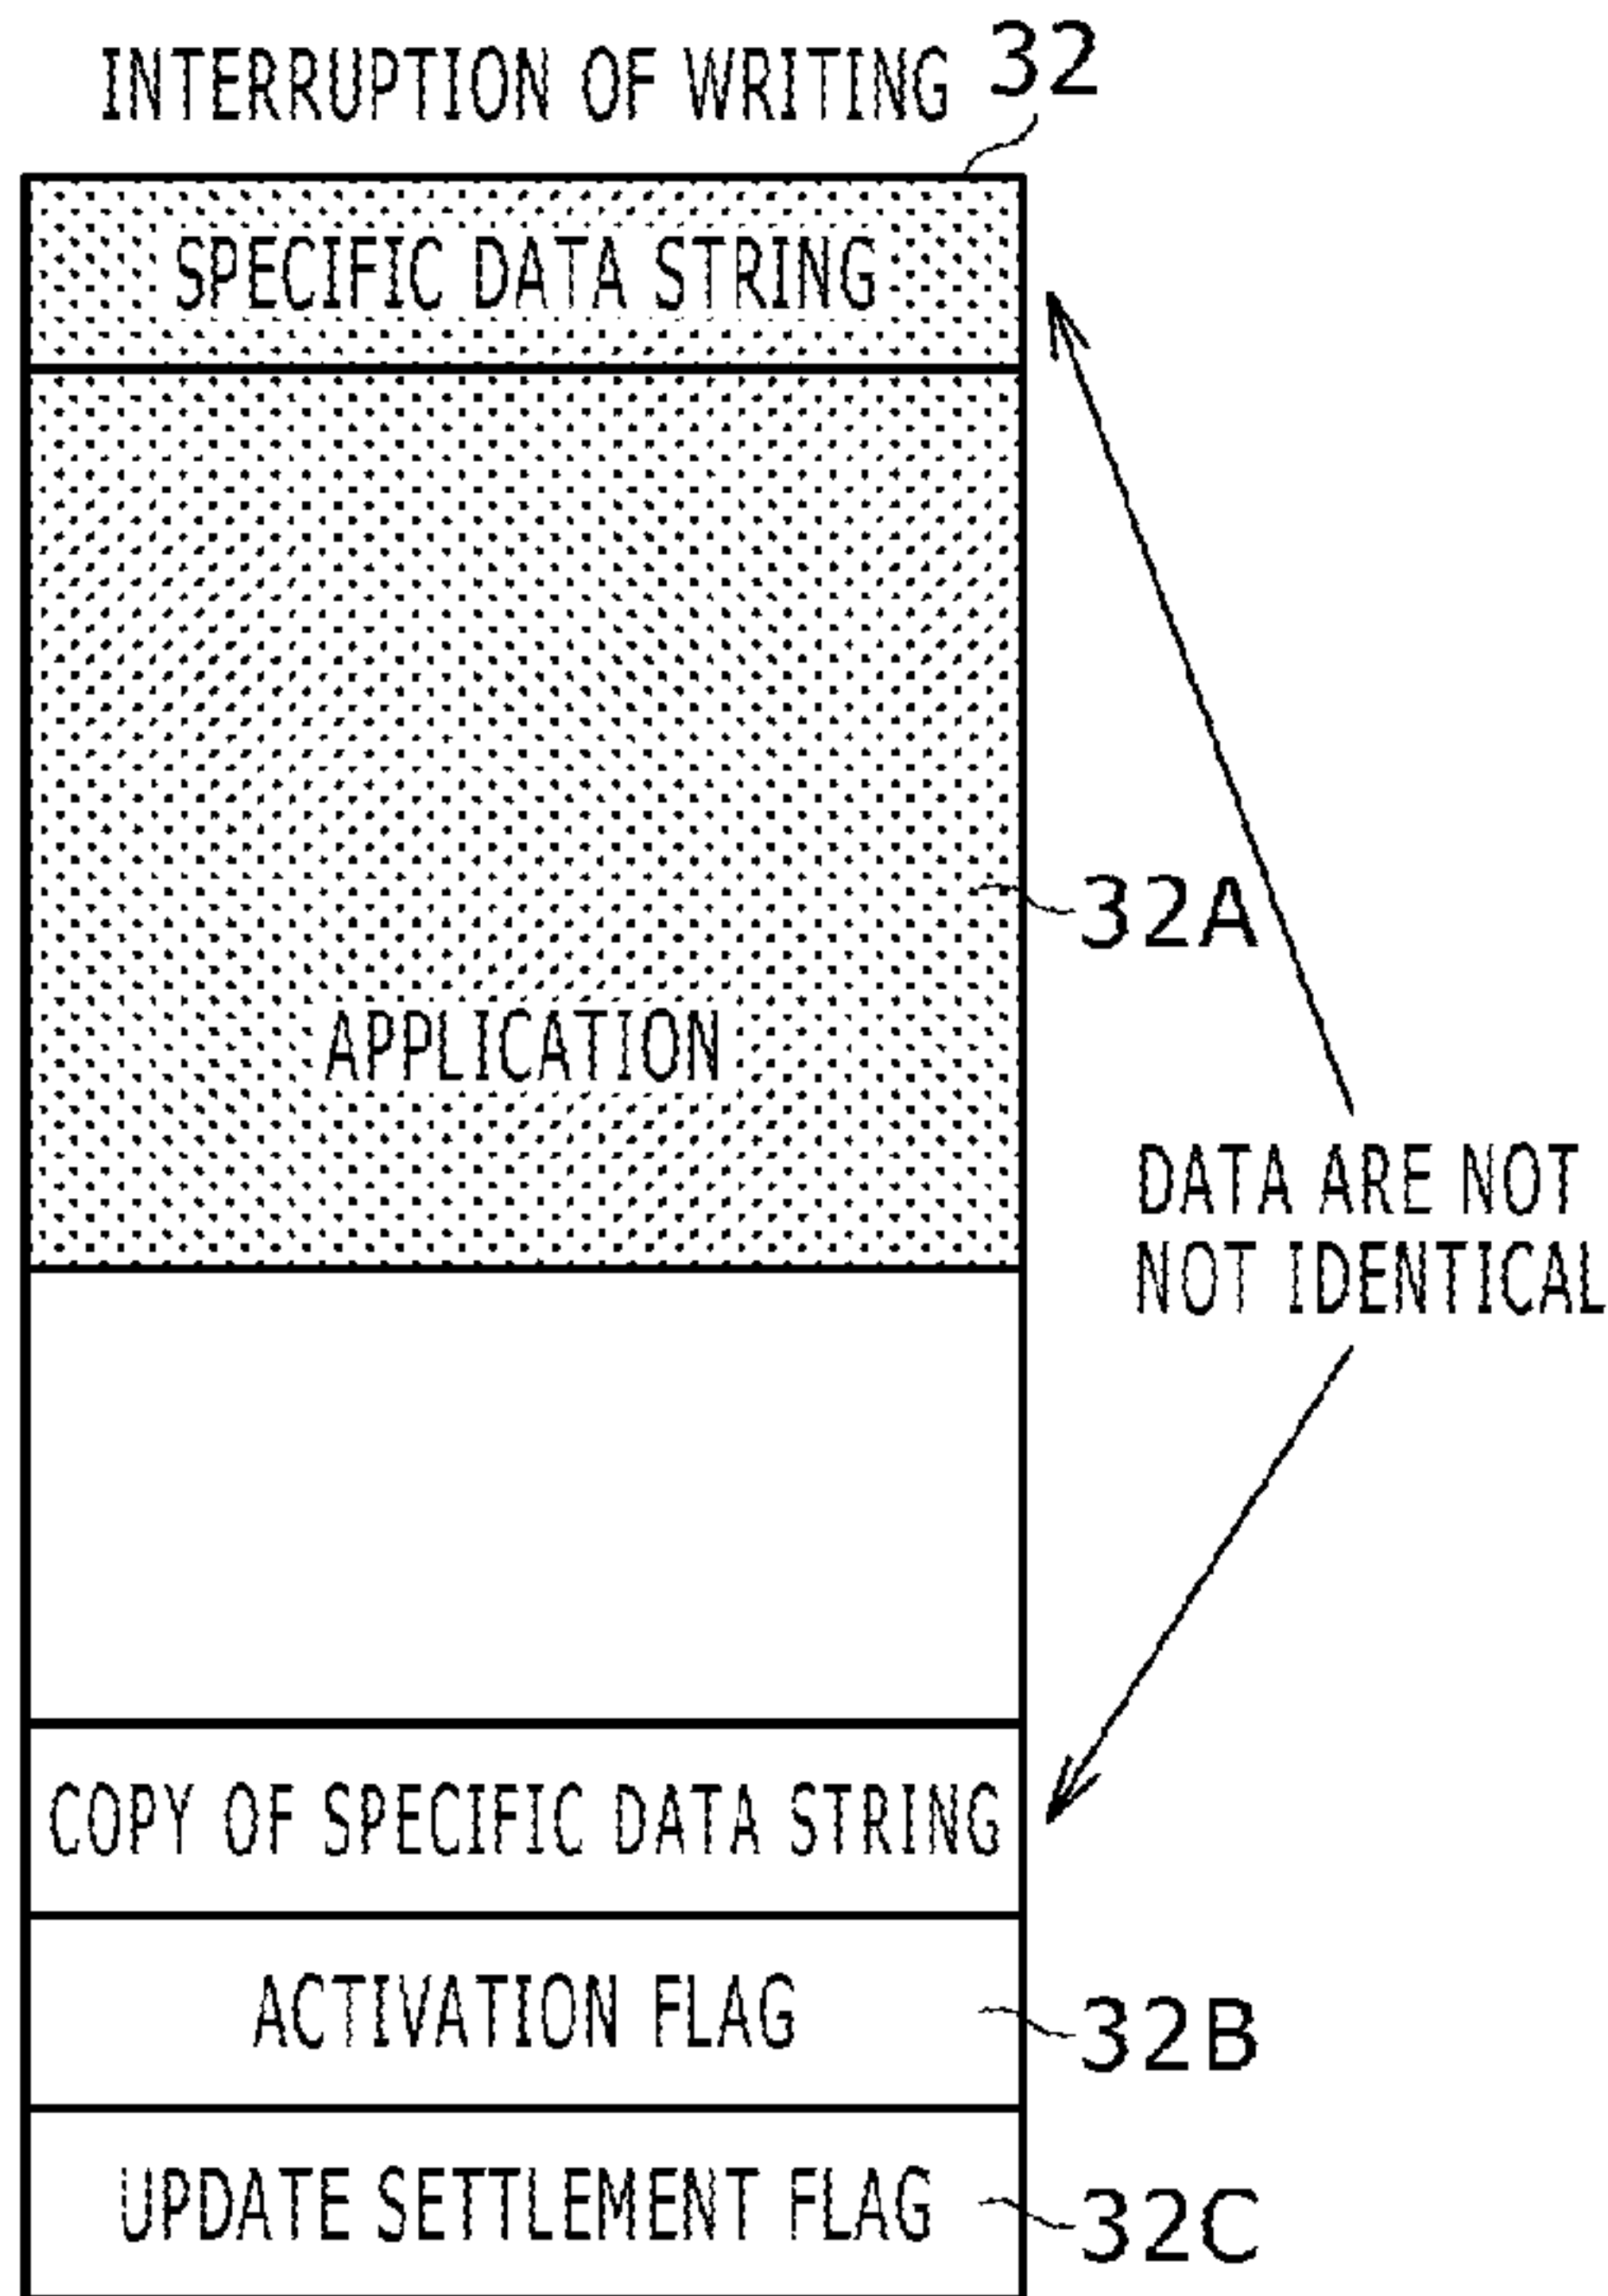 INTERRUPTION OF WRITING 32
SPECIFIC DATA STRING
32A
APPLICATION
DATA ARE NOT
NOT IDENTICAL
COPY OF SPECIFIC DATA STRING
ACTIVATION FLAG 32B
UPDATE SETTLEMENT FLAG 32C